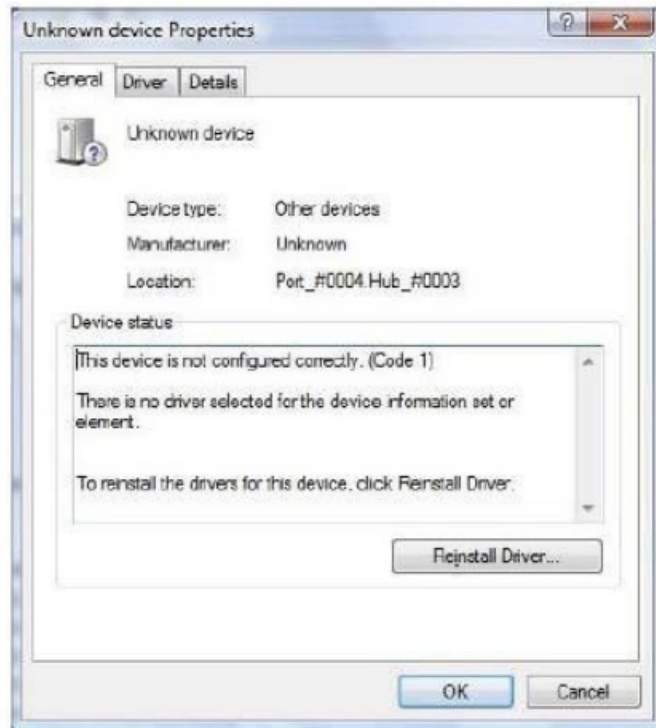 Unknown device Properties
General Driver Details
Unknown device
Device type: Other devices
Manufacturer: Unknown
Location: Port_#0004.Hub_#0003
Device status
This device is not configured correctly. (Code 1)
There is no driver selected for the device information set or
element.
To reinstall the drivers for this device, click Reinstall Driver.
Reinstall Driver...
OK Cancel